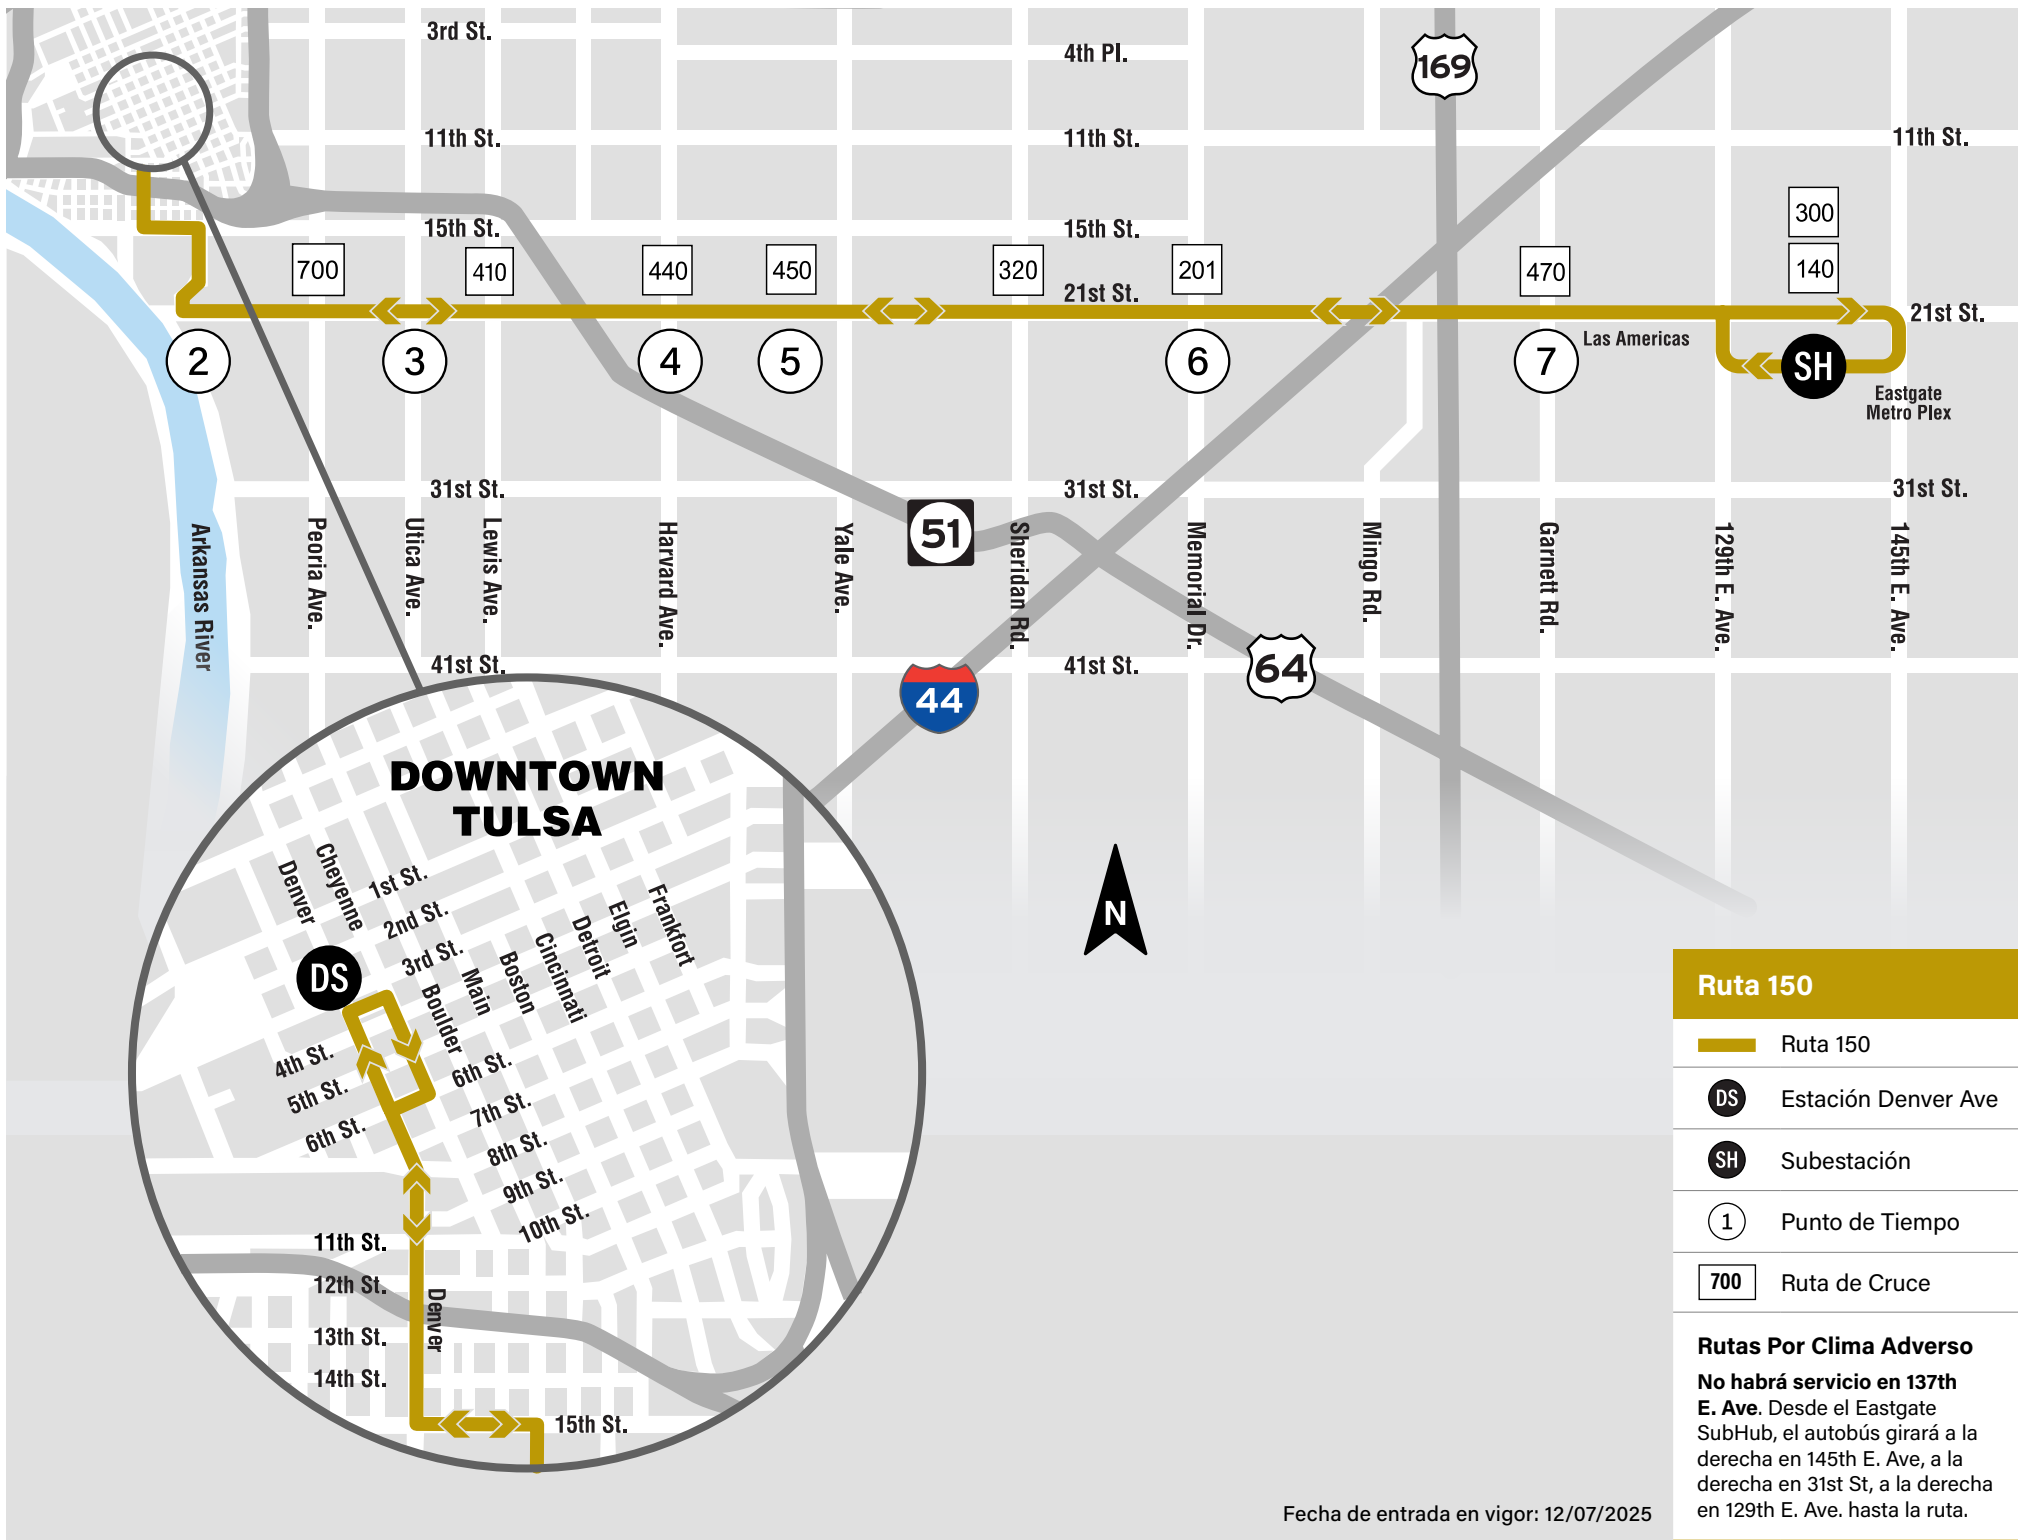 3rd St.
4th Pl.
169
11th St.
11th St.
11th St.
300
15th St.
15th St.
700
410
440
450
320
201
470
140
21st St.
21st St.
Las Americas
2
3
4
5
6
7
SH
Eastgate
Metro Plex
31st St.
31st St.
31st St.
51
Arkansas River
Peoria Ave.
Utica Ave.
Lewis Ave.
Harvard Ave.
Yale Ave.
Sheridan Rd.
Memorial Dr.
Mingo Rd.
Garnett Rd.
129th E. Ave.
145th E. Ave.
41st St.
41st St.
64
44
DOWNTOWN
TULSA
Denver
Cheyenne
1st St.
2nd St.
3rd St.
Boulder
Main
Boston
Cincinnati
Detroit
Elgin
Frankfort
DS
4th St.
5th St.
6th St.
6th St.
7th St.
8th St.
9th St.
10th St.
11th St.
12th St.
13th St.
14th St.
Denver
15th St.
N
Ruta 150
Ruta 150
DS Estación Denver Ave
SH Subestación
1 Punto de Tiempo
700 Ruta de Cruce
Rutas Por Clima Adverso
No habrá servicio en 137th
E. Ave. Desde el Eastgate
SubHub, el autobús girará a la
derecha en 145th E. Ave, a la
derecha en 31st St, a la derecha
en 129th E. Ave. hasta la ruta.
Fecha de entrada en vigor: 12/07/2025